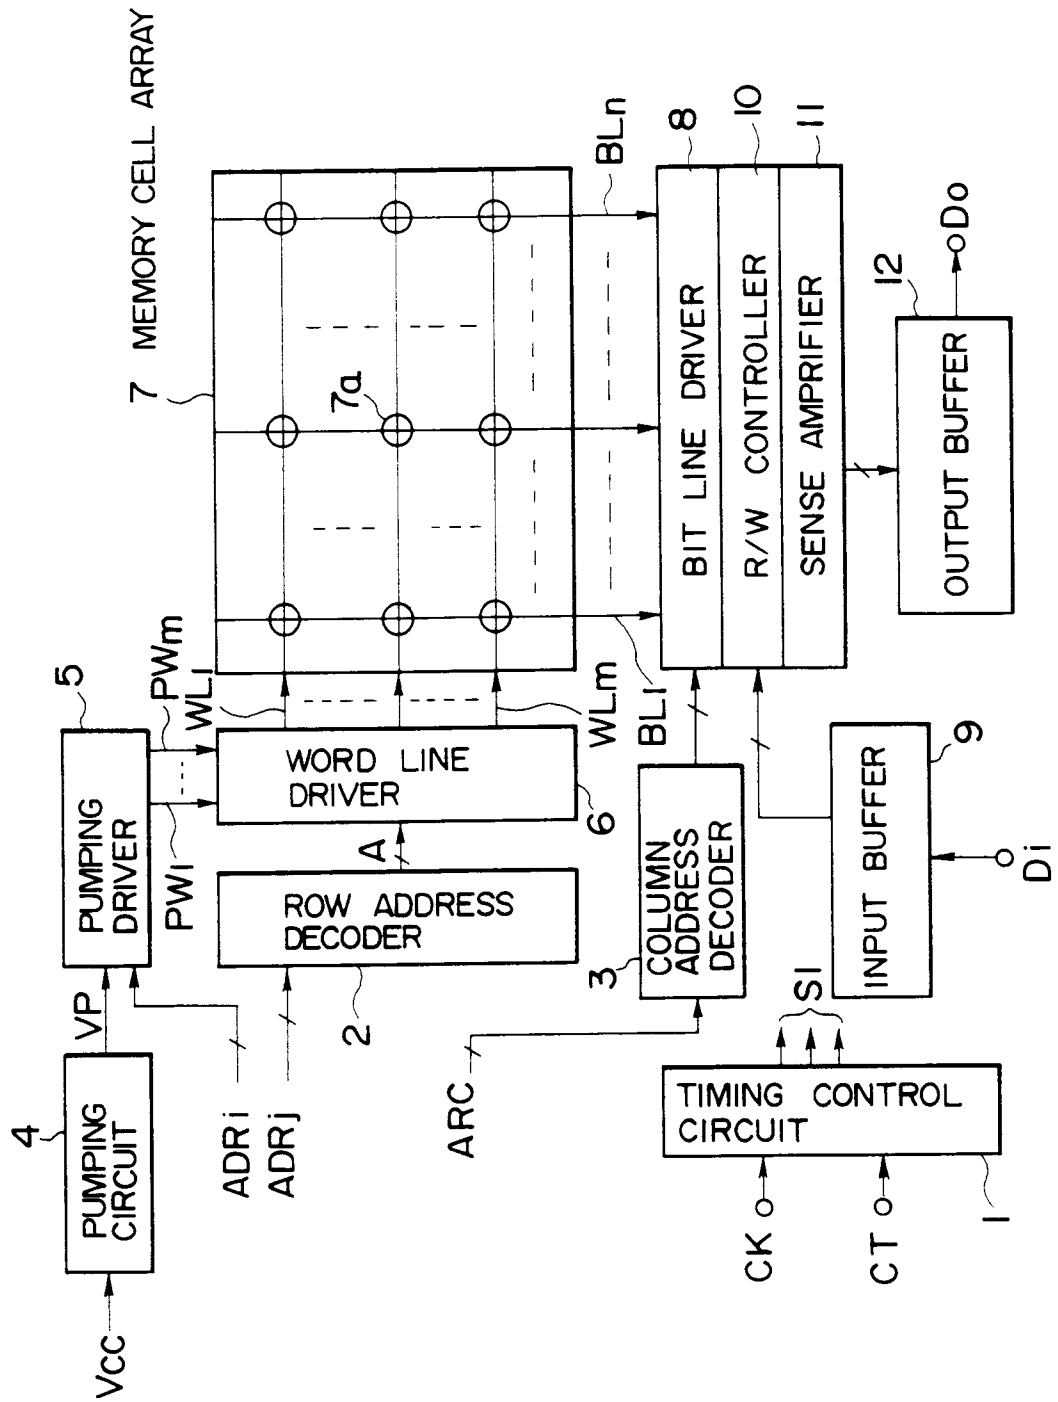 7 MEMORY CELL ARRAY
7a
4
PUMPING
CIRCUIT
VCC
VP
5
PUMPING
DRIVER
PW1
PWm
WL1
ADRi
ADRj
ROW ADDRESS
DECODER
2
A
WORD LINE
DRIVER
6
WLm
BL1
BLn
ARC
3
COLUMN
ADDRESS
DECODER
BIT LINE DRIVER
8
R/W CONTROLLER
10
SENSE AMPRIFIER
11
CK
CT
TIMING CONTROL
CIRCUIT
1
S1
INPUT BUFFER
9
Di
OUTPUT BUFFER
12
Do